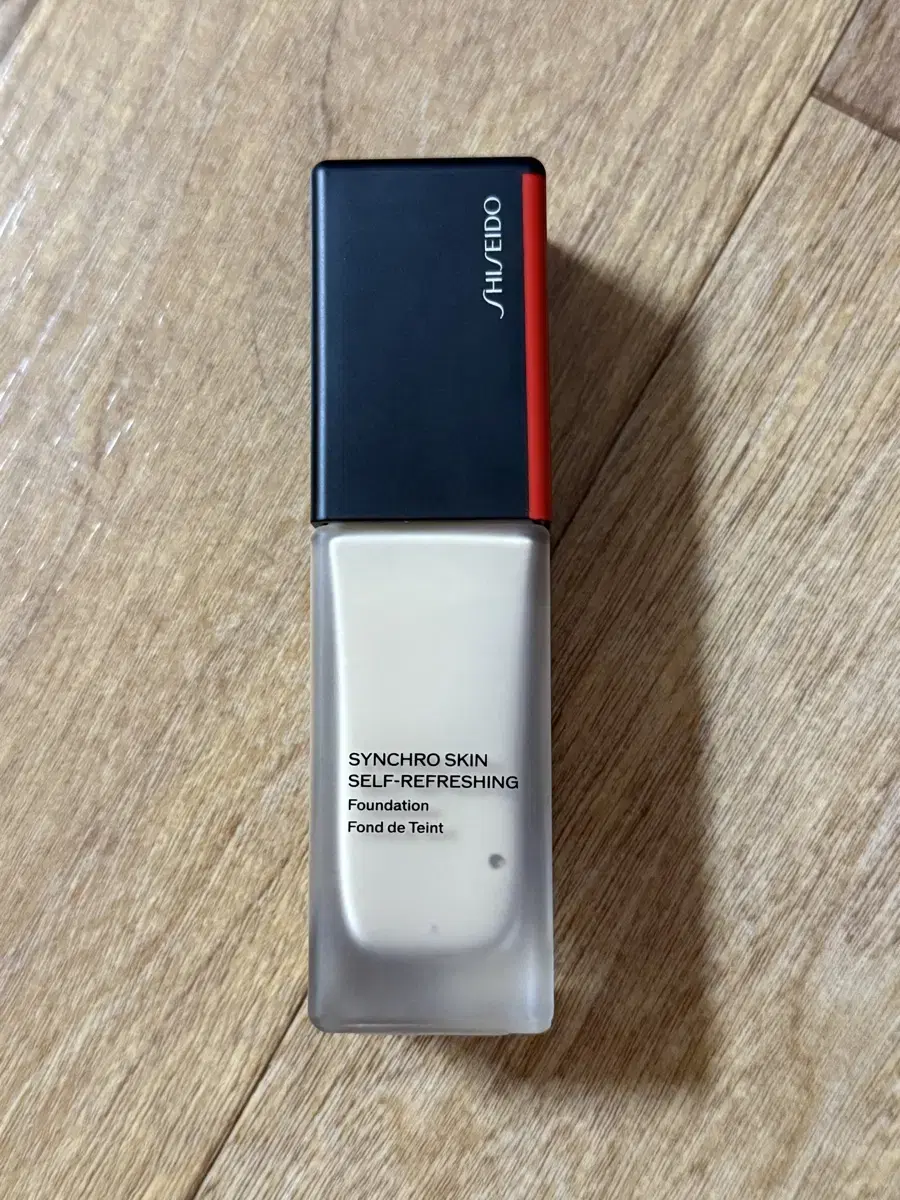 SHISEIDO
SYNCHRO SKIN
SELF-REFRESHING
Foundation
Fond de Teint